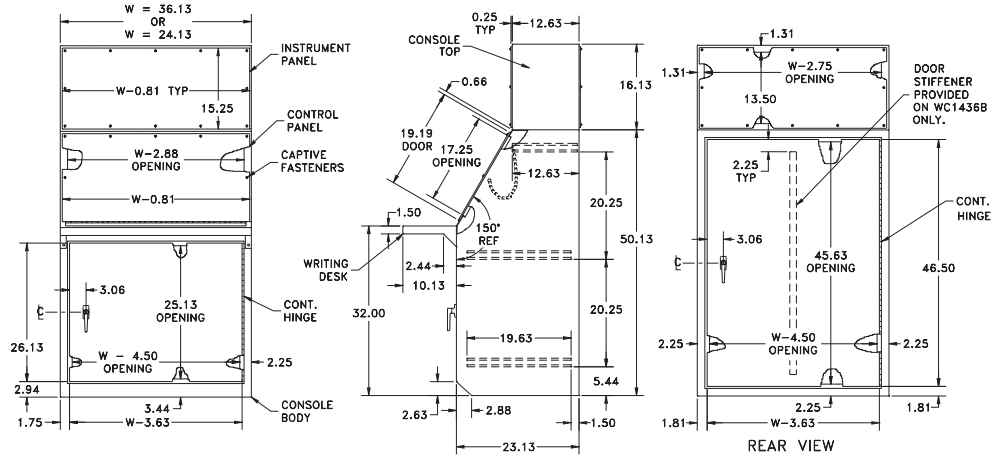 W = 36.13
OR
W = 24.13
INSTRUMENT
PANEL
W-0.81 TYP
15.25
CONTROL
PANEL
W-2.88
OPENING
CAPTIVE
FASTENERS
W-0.81
3.06
25.13
OPENING
CONT.
HINGE
26.13
W - 4.50
OPENING
2.25
2.94
3.44
CONSOLE
BODY
1.75
W-3.63
0.25
TYP
12.63
CONSOLE
TOP
0.66
16.13
19.19
DOOR
17.25
OPENING
12.63
1.50
20.25
150°
REF
50.13
WRITING
DESK
2.44
10.13
32.00
20.25
19.63
5.44
2.63
2.88
1.50
23.13
1.31
1.31
W-2.75
OPENING
13.50
DOOR
STIFFENER
PROVIDED
ON WC1436B
ONLY.
2.25
TYP
CONT.
HINGE
3.06
45.63
OPENING
46.50
2.25
W-4.50
OPENING
2.25
2.25
1.81
1.81
W-3.63
REAR VIEW